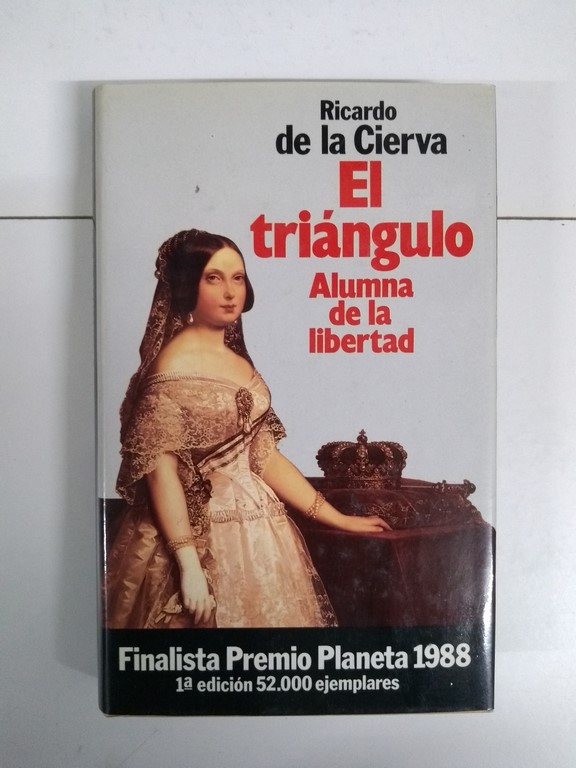 Ricardo
de la Cierva
El
triángulo
Alumna
de la
libertad
Finalista Premio Planeta 1988
1ª edición 52.000 ejemplares